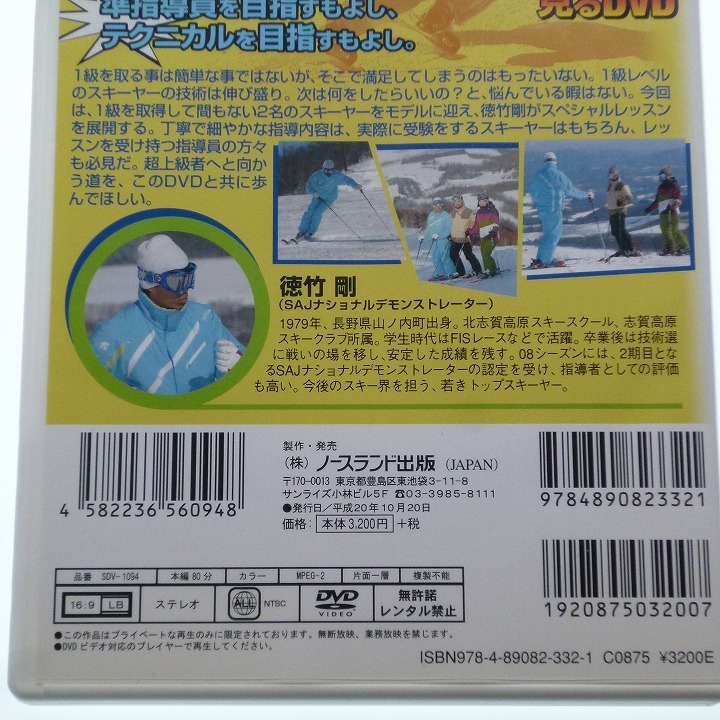 準指導員を目指すもよし、
テクニカルを目指すもよし。
見るDVD
1級を取る事は簡単な事ではないが、そこで満足してしまうのはもったいない。1級レベル
のスキーヤーの技術は伸び盛り。次は何をしたらいいの？と、悩んでいる暇はない。今回
は、1級を取得して間もない2名のスキーヤーをモデルに迎え、徳竹剛がスペシャルレッスン
を展開する。丁寧で細やかな指導内容は、実際に受験をするスキーヤーはもちろん、レッ
スンを受け持つ指導員の方々
も必見だ。超上級者へと向か
う道を、このDVDと共に歩
んでほしい。
徳竹 剛
(SAJナショナルデモンストレーター)
1979年、長野県山ノ内町出身。北志賀高原スキースクール、志賀高原
スキークラブ所属。学生時代はFISレースなどで活躍。卒業後は技術選
に戦いの場を移し、安定した成績を残す。08シーズンには、2期目とな
るSAJナショナルデモンストレーターの認定を受け、指導者としての評価
も高い。今後のスキー界を担う、若きトップスキーヤー。
製作・発売
(株) ノースランド出版 (JAPAN)
〒170-0013 東京都豊島区東池袋3-11-8
サンライズ小林ビル5F ☎03-3985-8111
●発行日/平成20年10月20日
価格: 本体3,200円 +税
4 582236 560948
9784890823321
1920875032007
品番 SDV-1094 本編80分 カラー MPEG-2 片面一層 複製不能
16:9 LB ステレオ ALL NTSC DVD VIDEO 無許諾
レンタル禁止
●この作品はプライベートな再生のみに限定されております。無断放映、業務放映を禁じます。
●DVDビデオ対応のプレイヤーで再生してください。
ISBN978-4-89082-332-1 C0875 ¥3200E